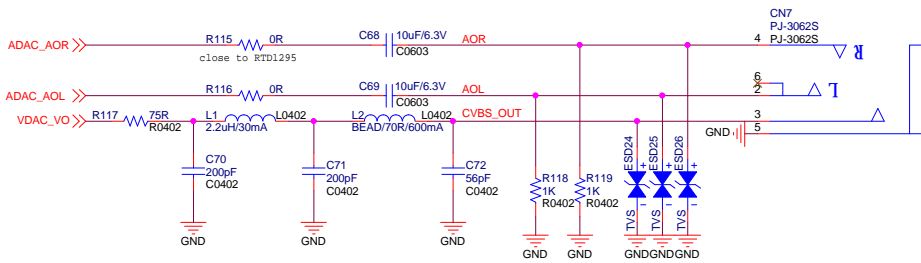 CN7
PJ-3062S
PJ-3062S
ADAC_AOR
R115
0R
close to RTD1295
C68
10uF/6.3V
C0603
AOR
4
R
ADAC_AOL
R116
0R
C69
10uF/6.3V
C0603
AOL
6
2
L
VDAC_VO
R117
75R
R0402
L1
L0402
2.2uH/30mA
L2
L0402
BEAD/70R/600mA
CVBS_OUT
3
GND
5
C70
200pF
C0402
C71
200pF
C0402
C72
56pF
C0402
R118
1K
R0402
R119
1K
R0402
ESD24
TVS
ESD25
TVS
ESD26
TVS
GND
GND
GND
GND
GND
GND
GND
GND